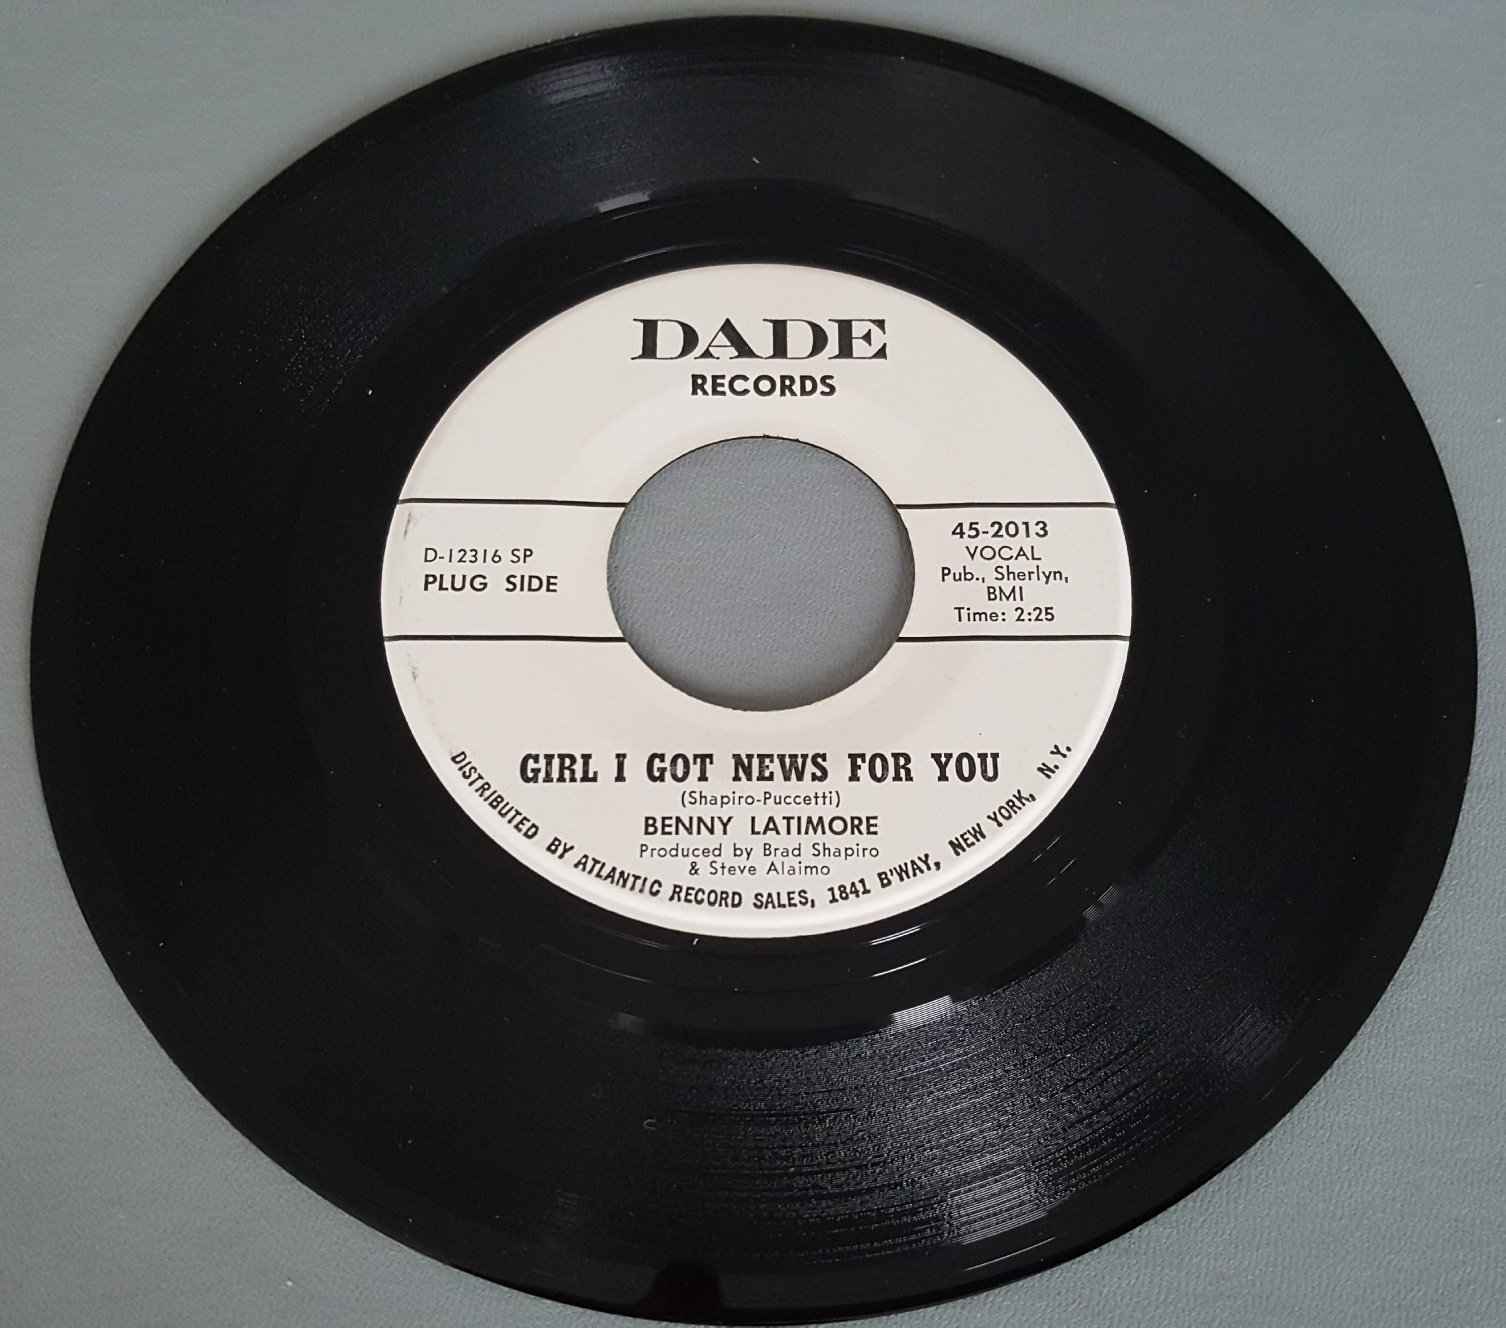 DADE
RECORDS
D-12316 SP
PLUG SIDE
45-2013
VOCAL
Pub., Sherlyn,
BMI
Time: 2:25
GIRL I GOT NEWS FOR YOU
(Shapiro-Puccetti)
BENNY LATIMORE
Produced by Brad Shapiro
& Steve Alaimo
DISTRIBUTED BY ATLANTIC RECORD SALES, 1841 B'WAY, NEW YORK, N.Y.